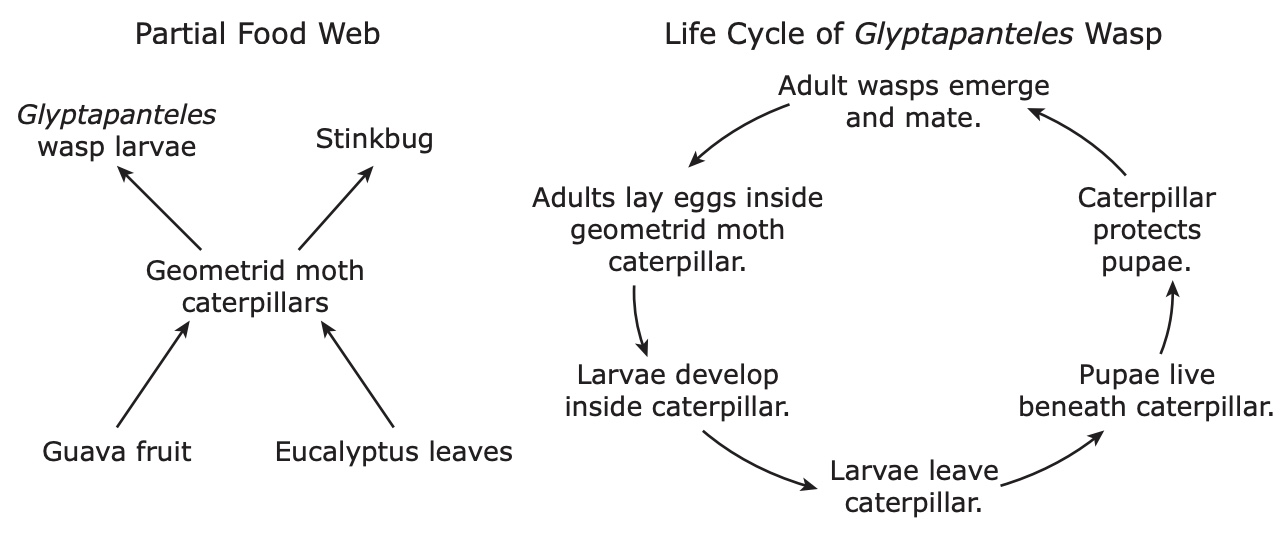 Partial Food Web
Glyptapanteles
wasp larvae
Stinkbug
Geometrid moth
caterpillars
Guava fruit
Eucalyptus leaves
Life Cycle of Glyptapanteles Wasp
Adult wasps emerge
and mate.
Adults lay eggs inside
geometrid moth
caterpillar.
Larvae develop
inside caterpillar.
Larvae leave
caterpillar.
Pupae live
beneath caterpillar.
Caterpillar
protects
pupae.